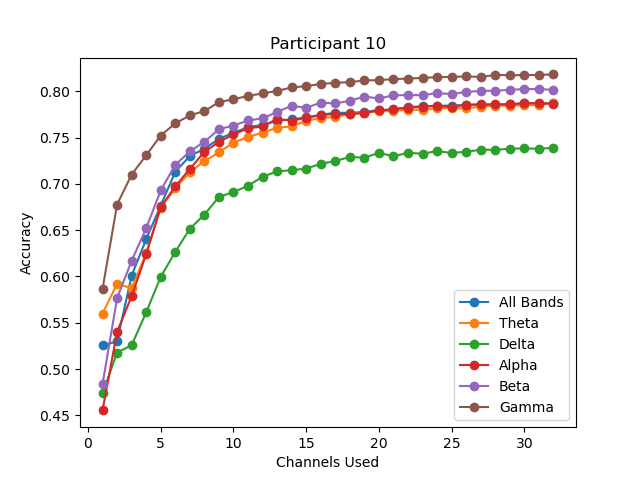 Participant 10
0.80
0.75
0.70
0.65
0.60
0.55
0.50
0.45
Accuracy
All Bands
Theta
Delta
Alpha
Beta
Gamma
0 5 10 15 20 25 30
Channels Used